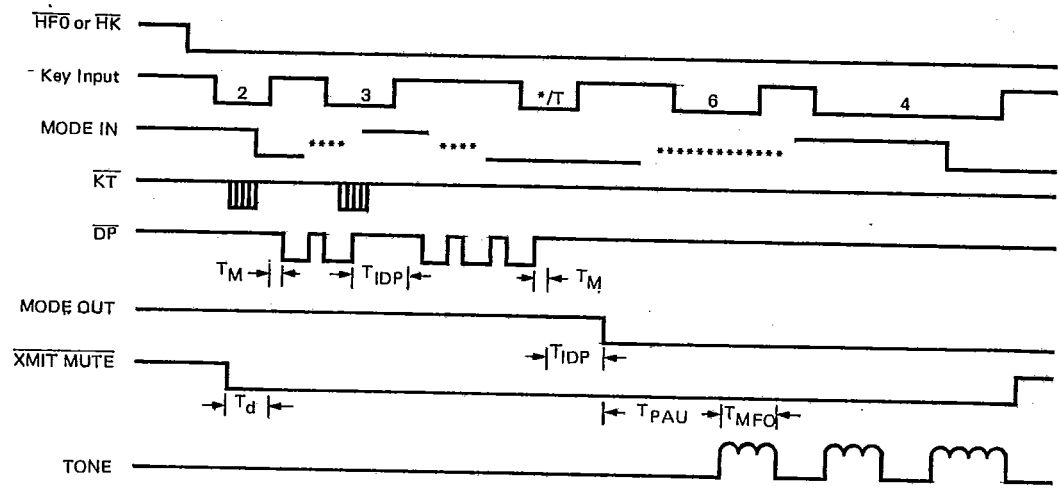 HFO or HK
Key Input
2 3 */T 6 4
MODE IN
**** **** *************
KT
DP
TM TIDP TM
MODE OUT
TIDP
XMIT MUTE
Td TPAU TMFO
TONE